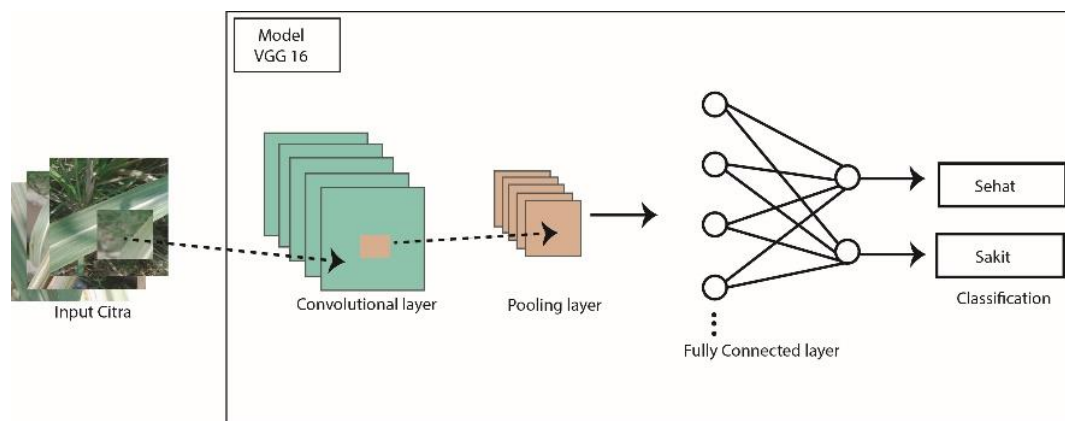 Model
VGG 16
Input Citra
Convolutional layer
Pooling layer
Fully Connected layer
Sehat
Sakit
Classification